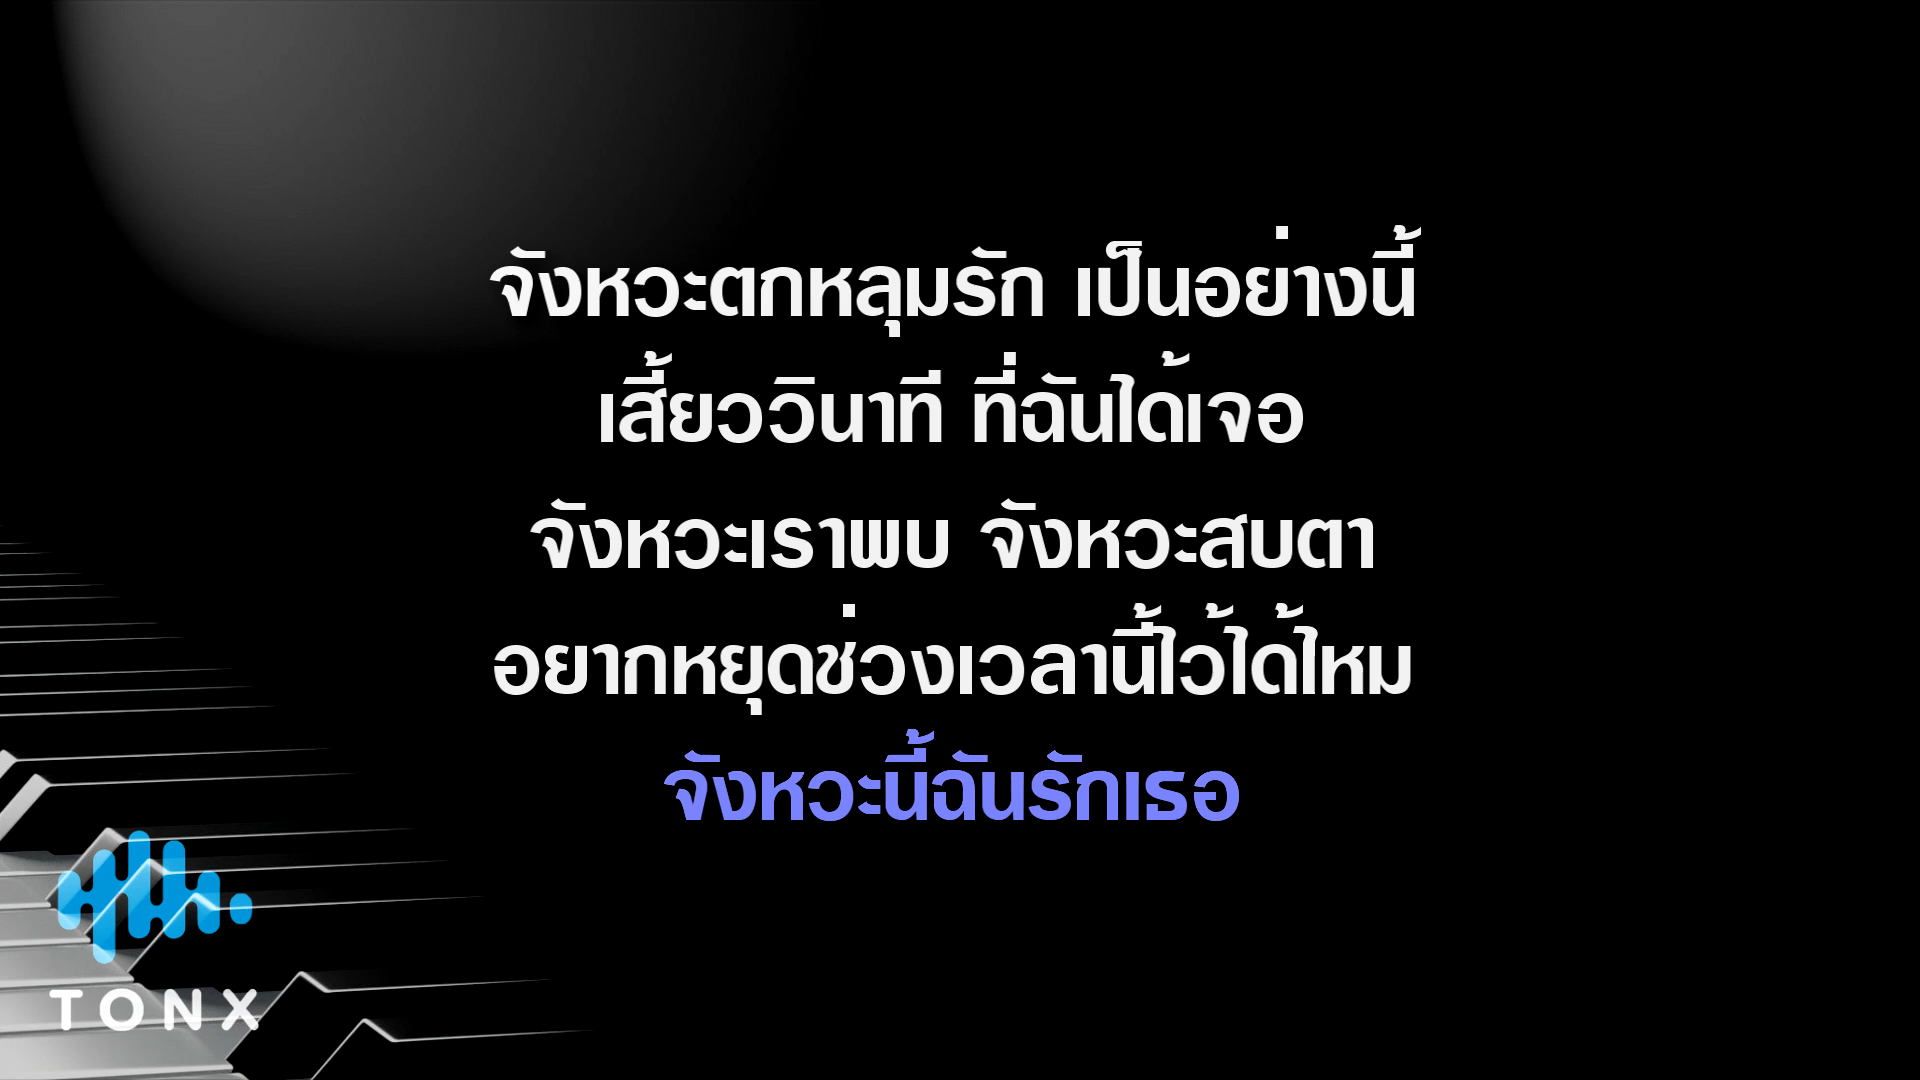 จังหวะตกหลุมรัก เป็นอย่างนี้
เสี้ยววินาที ที่ฉันได้เจอ
จังหวะเราพบ จังหวะสบตา
อยากหยุดช่วงเวลานี้ไว้ได้ไหม
จังหวะนี้ฉันรักเธอ
TONX